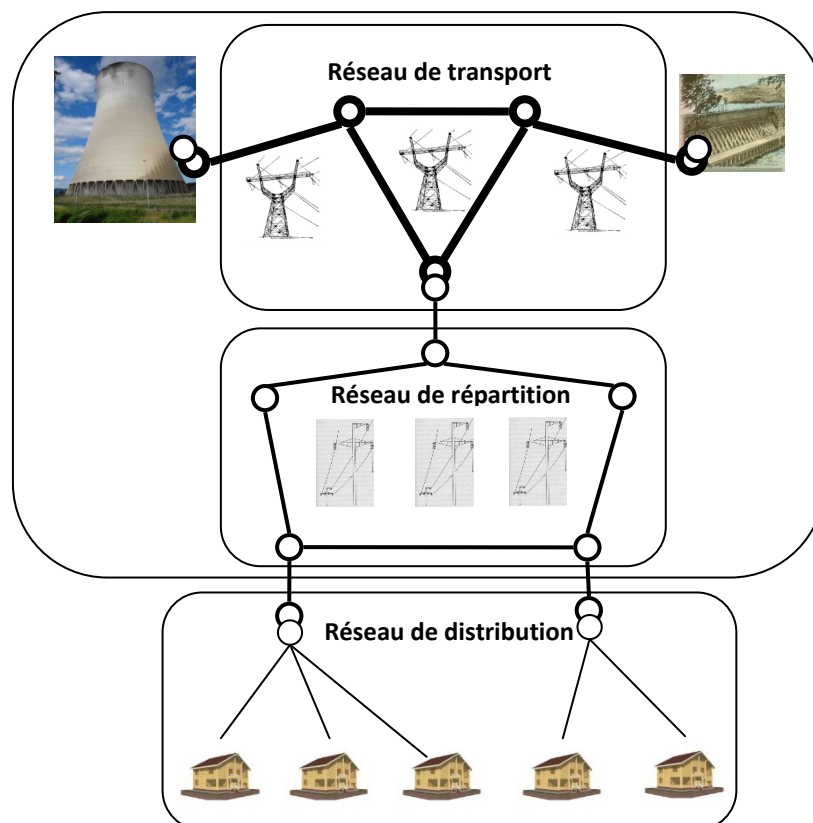 Réseau de transport
Réseau de répartition
Réseau de distribution